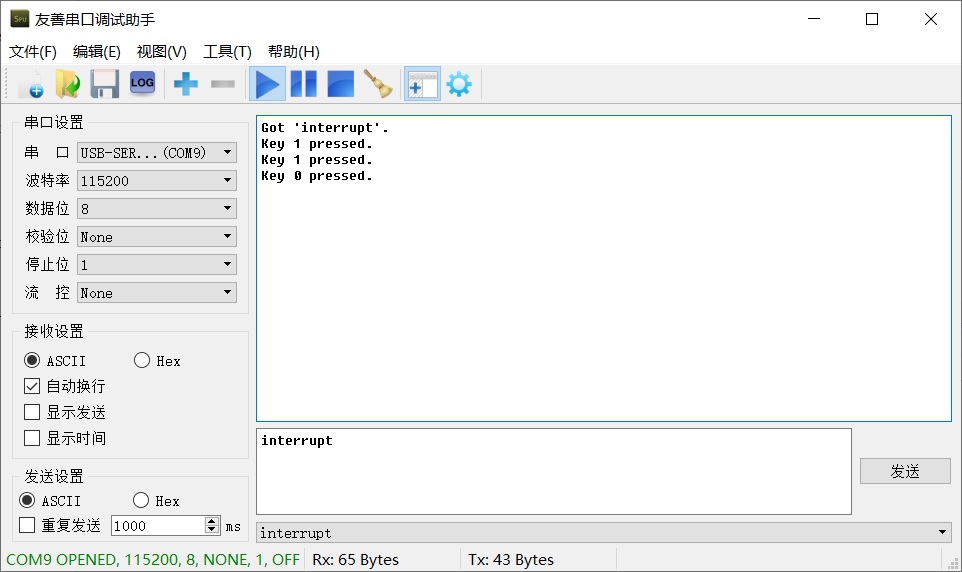 友善串口调试助手
文件(F) 编辑(E) 视图(V) 工具(T) 帮助(H)
LOG
串口设置
串 口 USB-SER...(COM9)
波特率 115200
数据位 8
校验位 None
停止位 1
流 控 None
接收设置
ASCII Hex
自动换行
显示发送
显示时间
发送设置
ASCII Hex
重复发送 1000 ms
Got 'interrupt'.
Key 1 pressed.
Key 1 pressed.
Key 0 pressed.
interrupt
发送
interrupt
COM9 OPENED, 115200, 8, NONE, 1, OFF Rx: 65 Bytes Tx: 43 Bytes